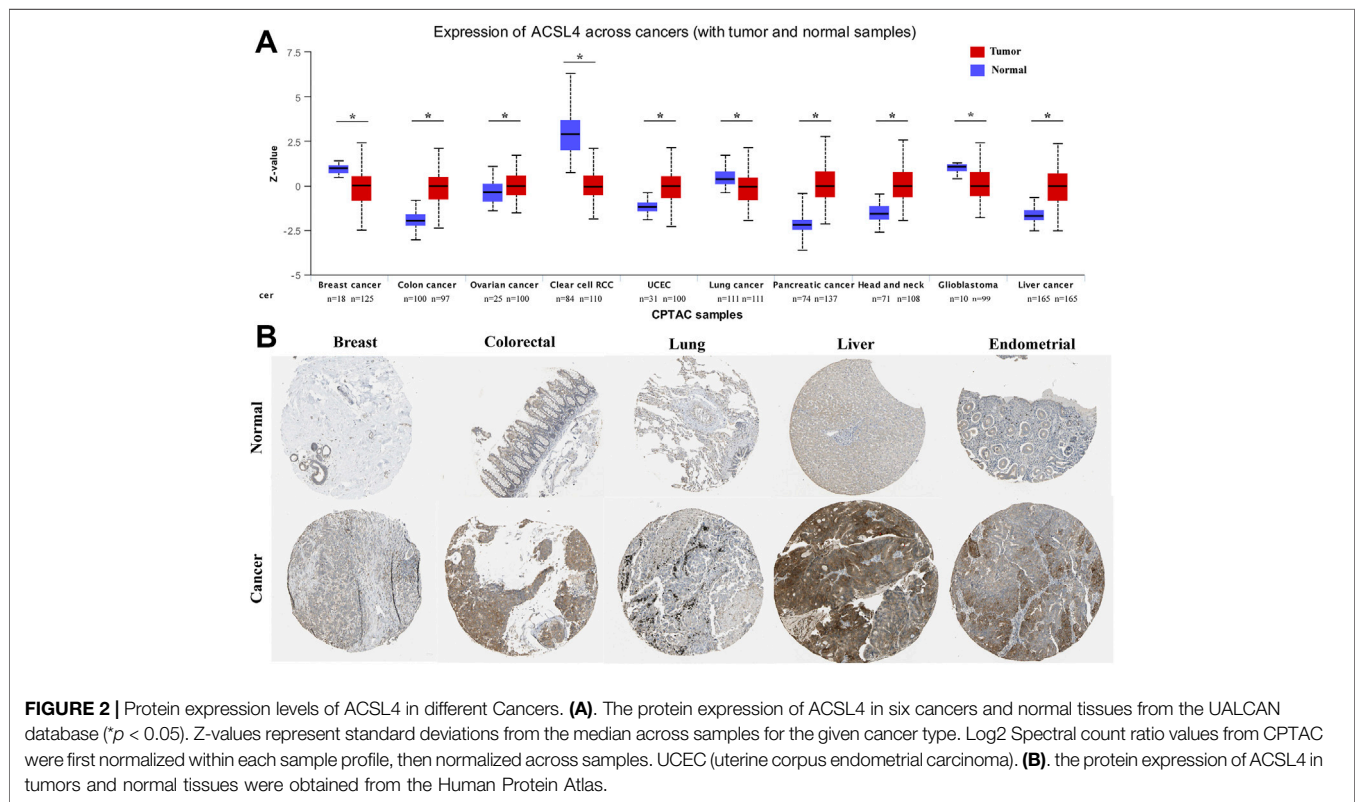 A
Expression of ACSL4 across cancers (with tumor and normal samples)
Tumor
Normal
Z-value
7.5
5
2.5
0
-2.5
-5
* * * * * * * * * *
Breast cancer Colon cancer Ovarian cancer Clear cell RCC UCEC Lung cancer Pancreatic cancer Head and neck Glioblastoma Liver cancer
cer n=18 n=125 n=100 n=97 n=25 n=100 n=84 n=110 n=31 n=100 n=111 n=111 n=74 n=137 n=71 n=108 n=10 n=99 n=165 n=165
CPTAC samples
B
Breast Colorectal Lung Liver Endometrial
Normal
Cancer
FIGURE 2 | Protein expression levels of ACSL4 in different Cancers. (A). The protein expression of ACSL4 in six cancers and normal tissues from the UALCAN
database (*p < 0.05). Z-values represent standard deviations from the median across samples for the given cancer type. Log2 Spectral count ratio values from CPTAC
were first normalized within each sample profile, then normalized across samples. UCEC (uterine corpus endometrial carcinoma). (B). the protein expression of ACSL4 in
tumors and normal tissues were obtained from the Human Protein Atlas.